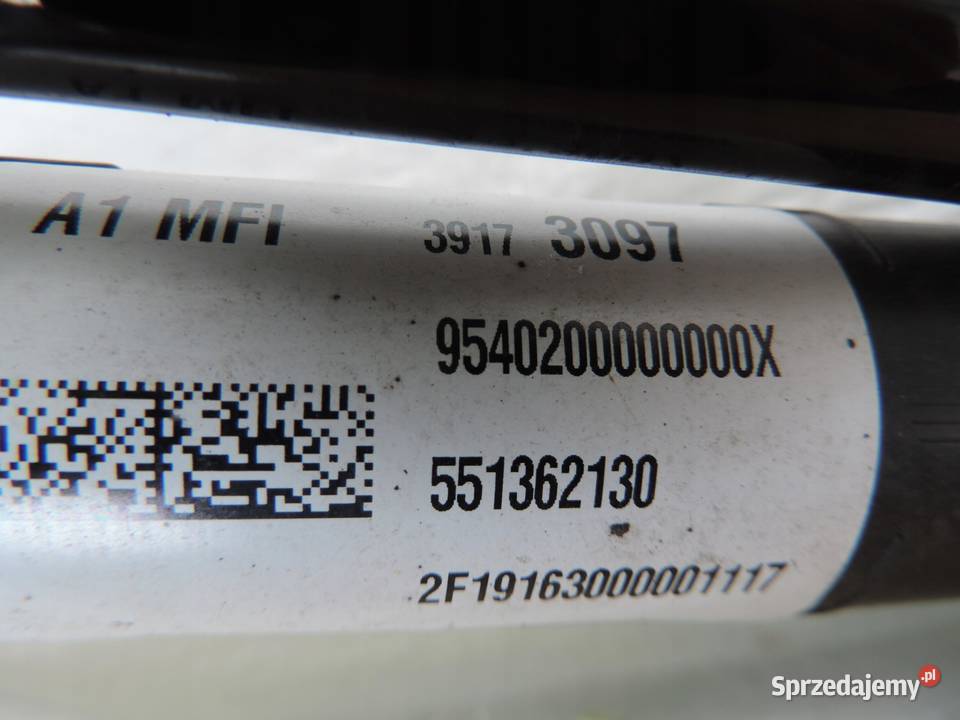 A1 MFI 3917 3097
9540200000000X
551362130
2F19163000001117
Sprzedajemy.pl